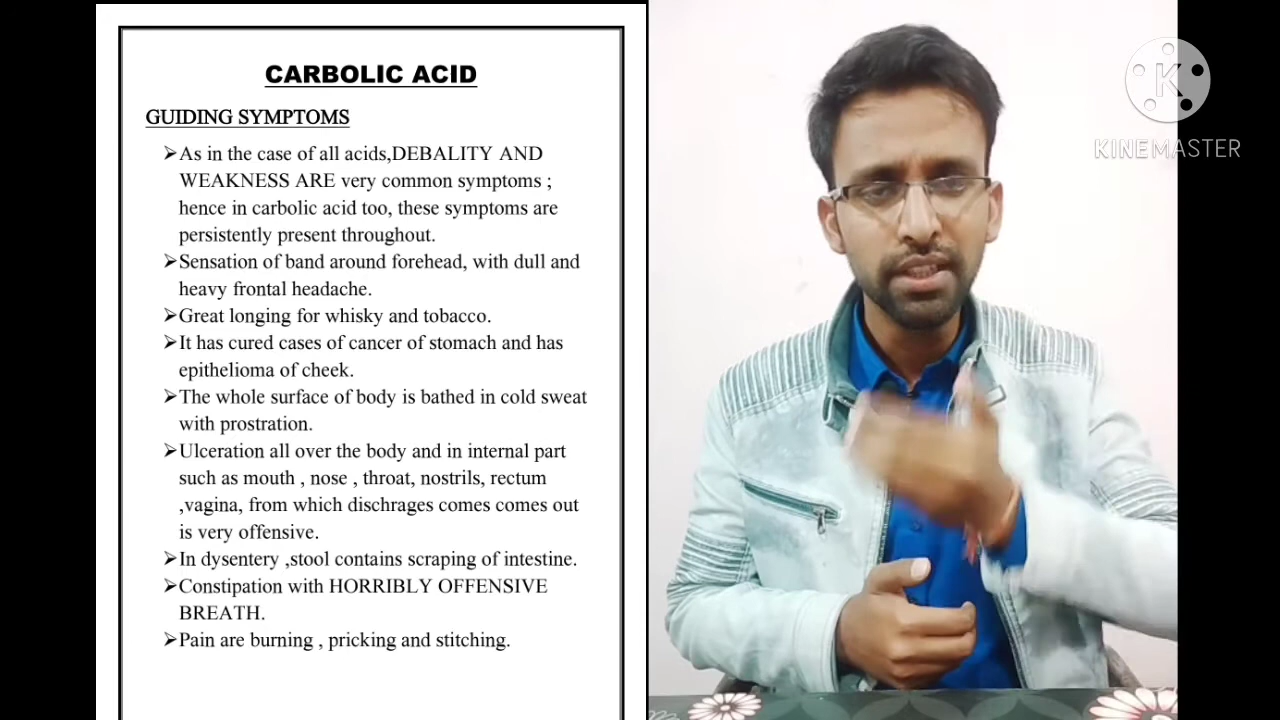 CARBOLIC ACID
GUIDING SYMPTOMS
➢As in the case of all acids,DEBALITY AND
WEAKNESS ARE very common symptoms ;
hence in carbolic acid too, these symptoms are
persistently present throughout.
➢Sensation of band around forehead, with dull and
heavy frontal headache.
➢Great longing for whisky and tobacco.
➢It has cured cases of cancer of stomach and has
epithelioma of cheek.
➢The whole surface of body is bathed in cold sweat
with prostration.
➢Ulceration all over the body and in internal part
such as mouth , nose , throat, nostrils, rectum
,vagina, from which dischrages comes comes out
is very offensive.
➢In dysentery ,stool contains scraping of intestine.
➢Constipation with HORRIBLY OFFENSIVE
BREATH.
➢Pain are burning , pricking and stitching.
K
KINEMASTER